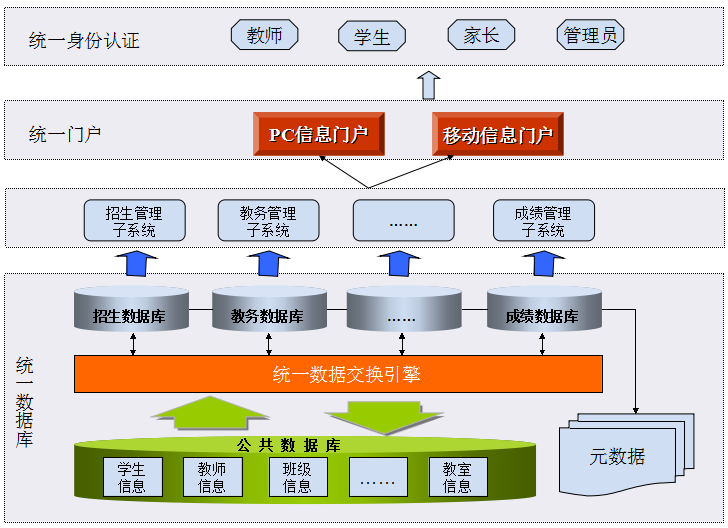 统一身份认证
教师
学生
家长
管理员
统一门户
PC信息门户
移动信息门户
招生管理
子系统
教务管理
子系统
……
成绩管理
子系统
统一数据库
招生数据库
教务数据库
……
成绩数据库
统一数据交换引擎
公共数据库
学生
信息
教师
信息
班级
信息
……
教室
信息
元数据